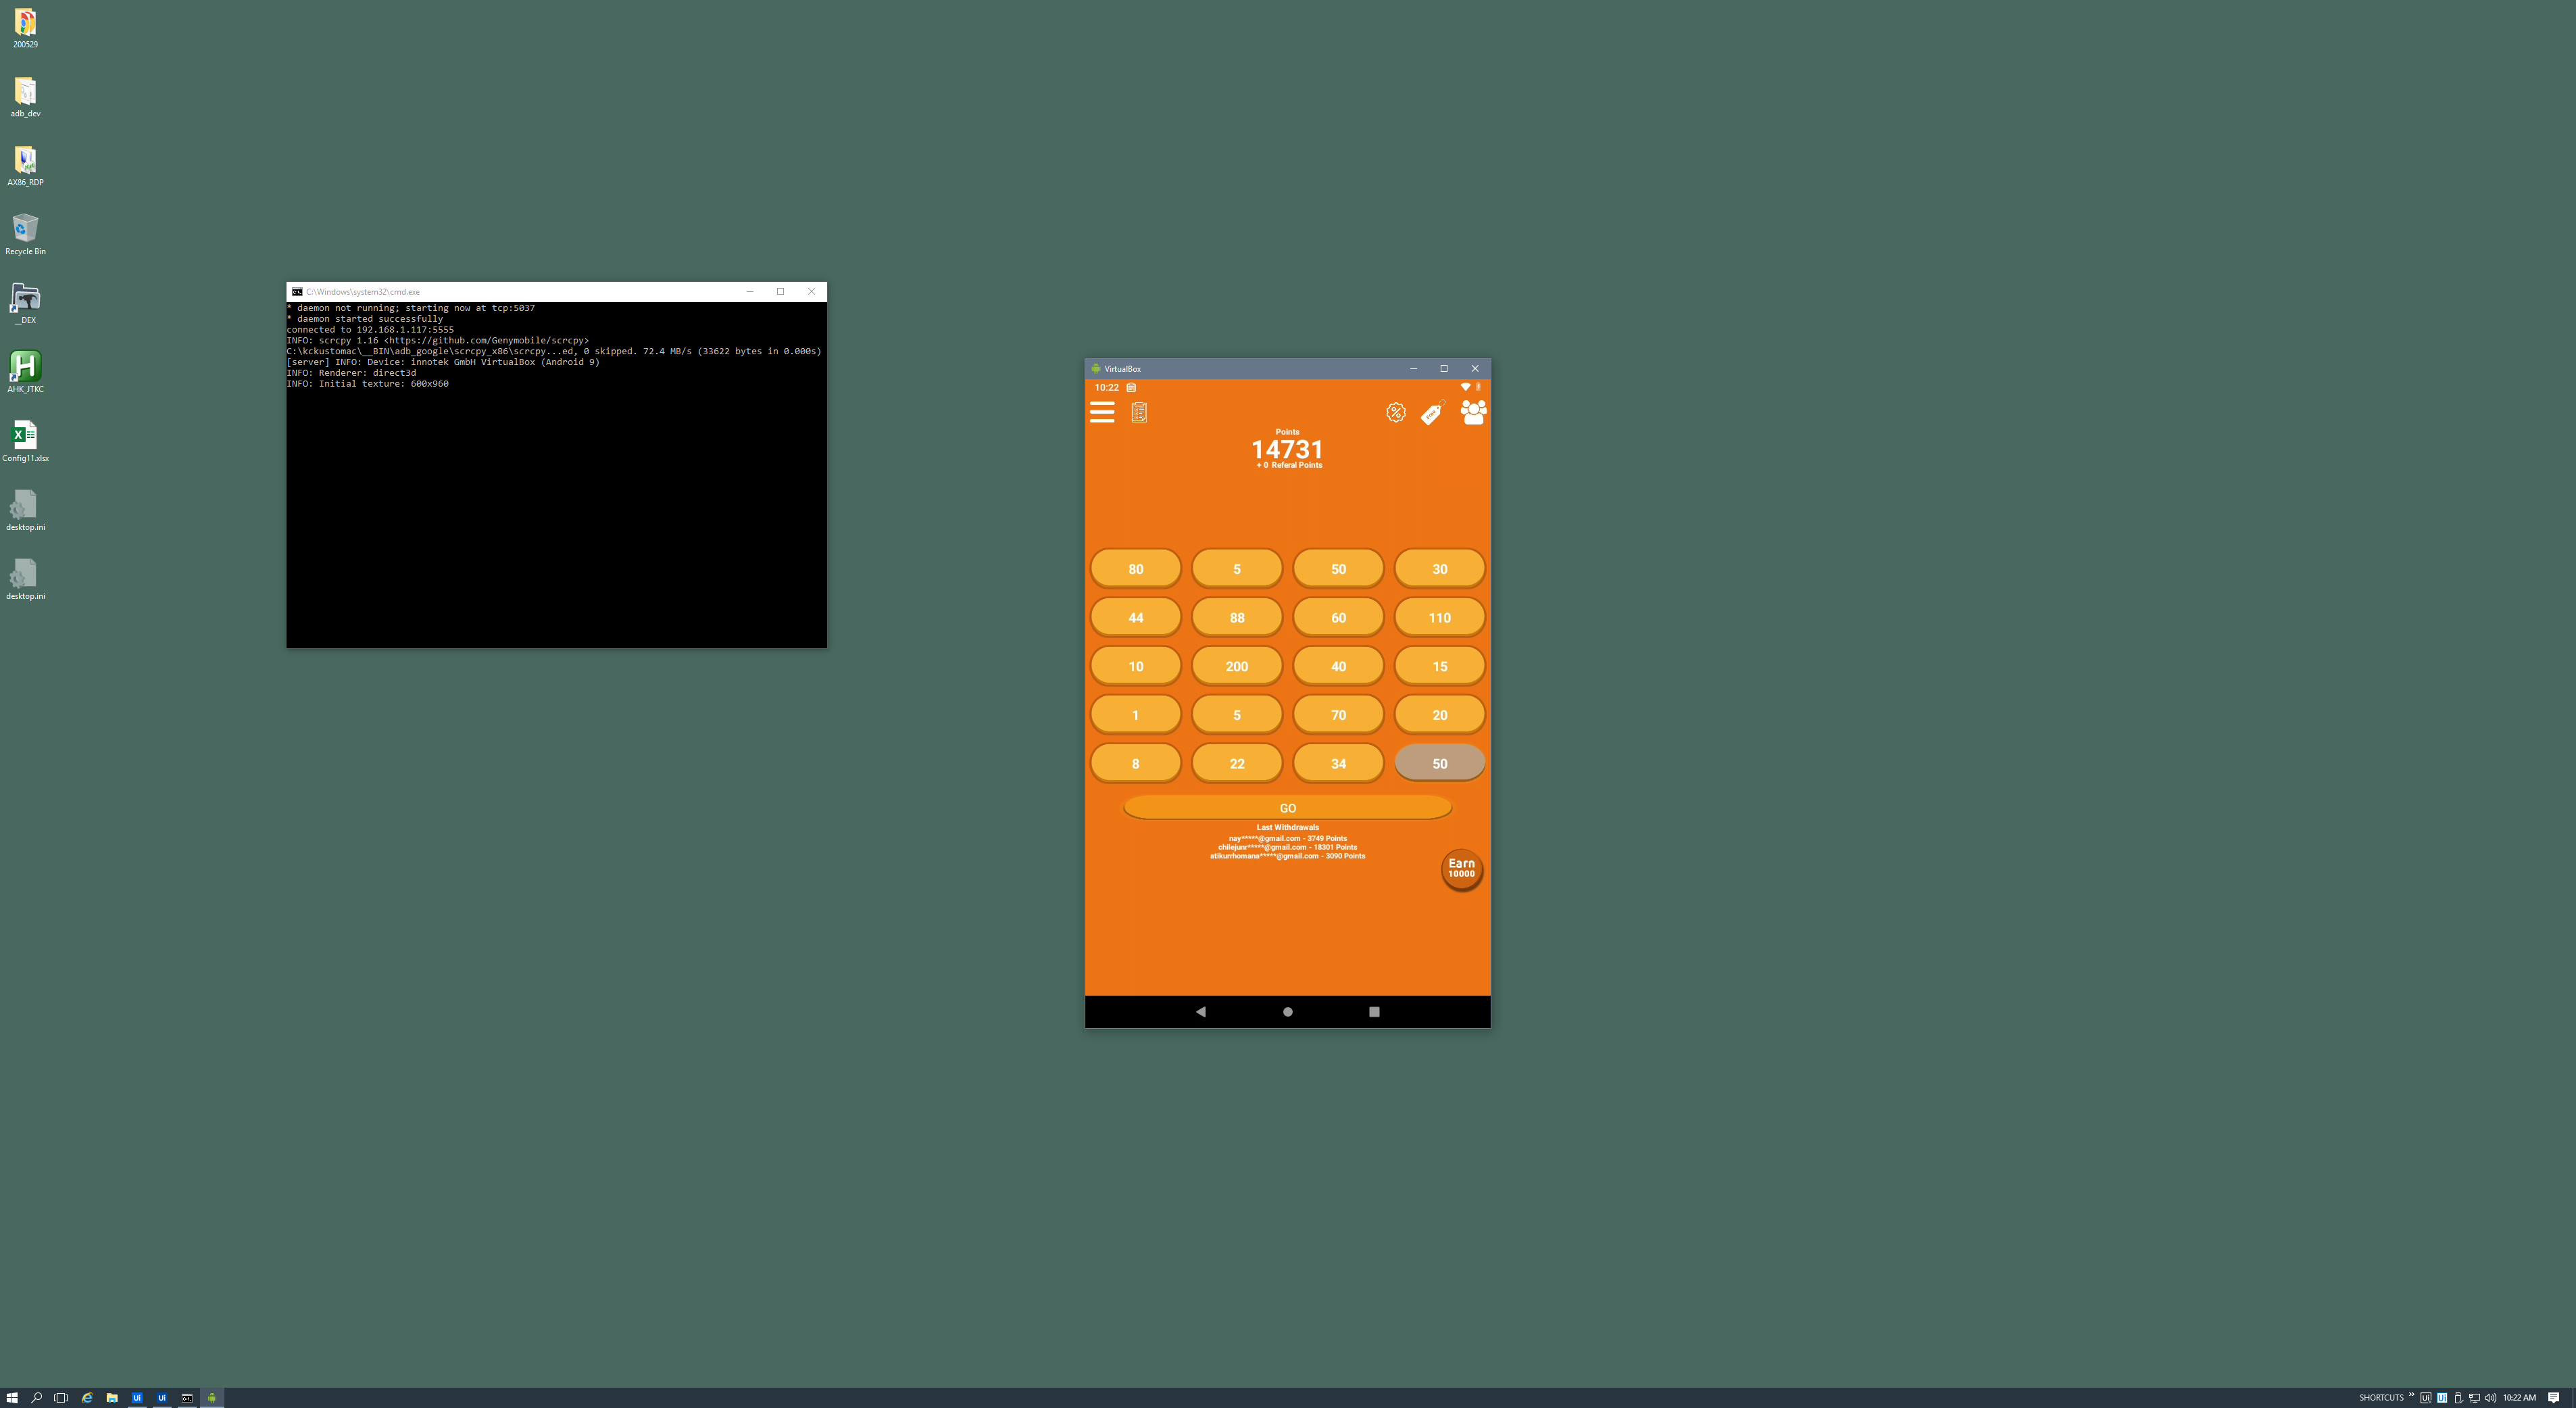 200529
adb_dev
AX86_RDP
Recycle Bin
__DEX
AHK_JTKC
Config11.xlsx
desktop.ini
desktop.ini
C:\Windows\system32\cmd.exe
* daemon not running; starting now at tcp:5037
* daemon started successfully
connected to 192.168.1.117:5555
INFO: scrcpy 1.16 <https://github.com/Genymobile/scrcpy>
C:\kckustomac\__BIN\adb_google\scrcpy_x86\scrcpy...ed, 0 skipped. 72.4 MB/s (33622 bytes in 0.000s)
[server] INFO: Device: innotek GmbH VirtualBox (Android 9)
INFO: Renderer: direct3d
INFO: Initial texture: 600x960
VirtualBox
10:22
Points
14731
+ 0 Referal Points
80 5 50 30
44 88 60 110
10 200 40 15
1 5 70 20
8 22 34 50
GO
Last Withdrawals
nay*****@gmail.com - 3749 Points
chilejunr*****@gmail.com - 18301 Points
atikurrhomana*****@gmail.com - 3090 Points
Earn
10000
SHORTCUTS
10:22 AM